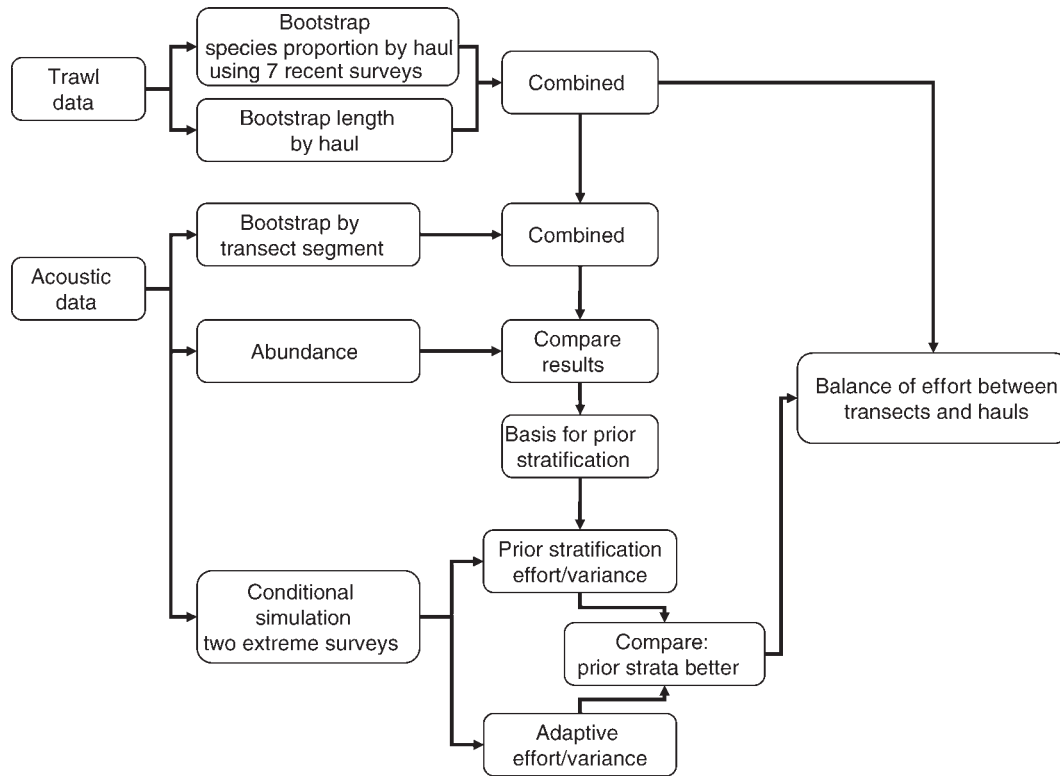 Trawl
data
Bootstrap
species proportion by haul
using 7 recent surveys
Bootstrap length
by haul
Combined
Acoustic
data
Bootstrap by
transect segment
Combined
Abundance
Compare
results
Basis for prior
stratification
Conditional
simulation
two extreme surveys
Prior stratification
effort/variance
Compare:
prior strata better
Adaptive
effort/variance
Balance of effort between
transects and hauls